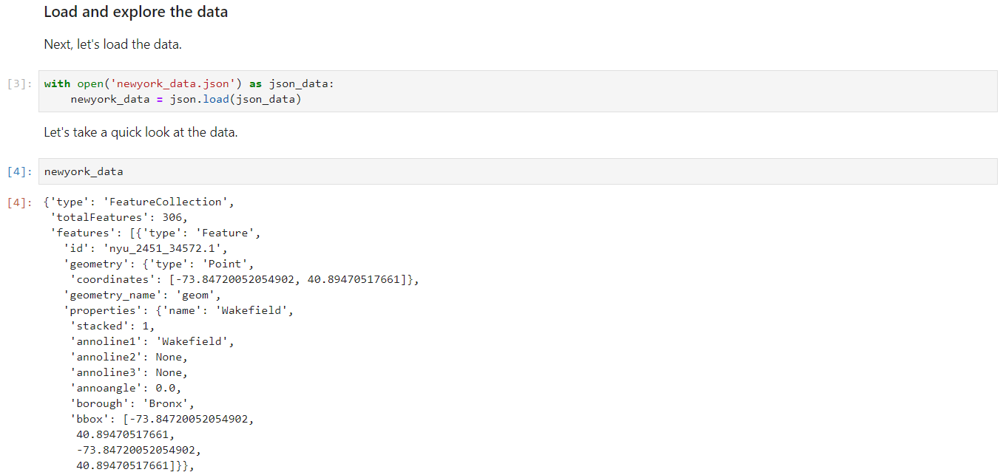 Load and explore the data
Next, let's load the data.
[3]: with open('newyork_data.json') as json_data:
    newyork_data = json.load(json_data)
Let's take a quick look at the data.
[4]: newyork_data
[4]: {'type': 'FeatureCollection',
 'totalFeatures': 306,
 'features': [{'type': 'Feature',
   'id': 'nyu_2451_34572.1',
   'geometry': {'type': 'Point',
    'coordinates': [-73.84720052054902, 40.89470517661]},
   'geometry_name': 'geom',
   'properties': {'name': 'Wakefield',
    'stacked': 1,
    'annoline1': 'Wakefield',
    'annoline2': None,
    'annoline3': None,
    'annoangle': 0.0,
    'borough': 'Bronx',
    'bbox': [-73.84720052054902,
     40.89470517661,
     -73.84720052054902,
     40.89470517661]}},